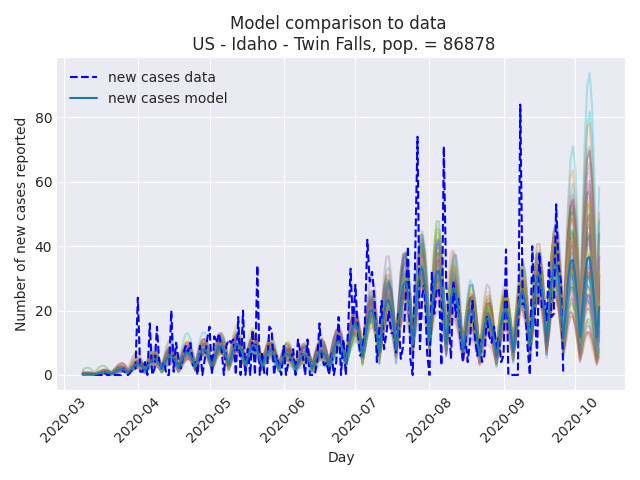 Model comparison to data
US - Idaho - Twin Falls, pop. = 86878
new cases data
new cases model
Number of new cases reported
80
60
40
20
0
2020-03
2020-04
2020-05
2020-06
2020-07
2020-08
2020-09
2020-10
Day